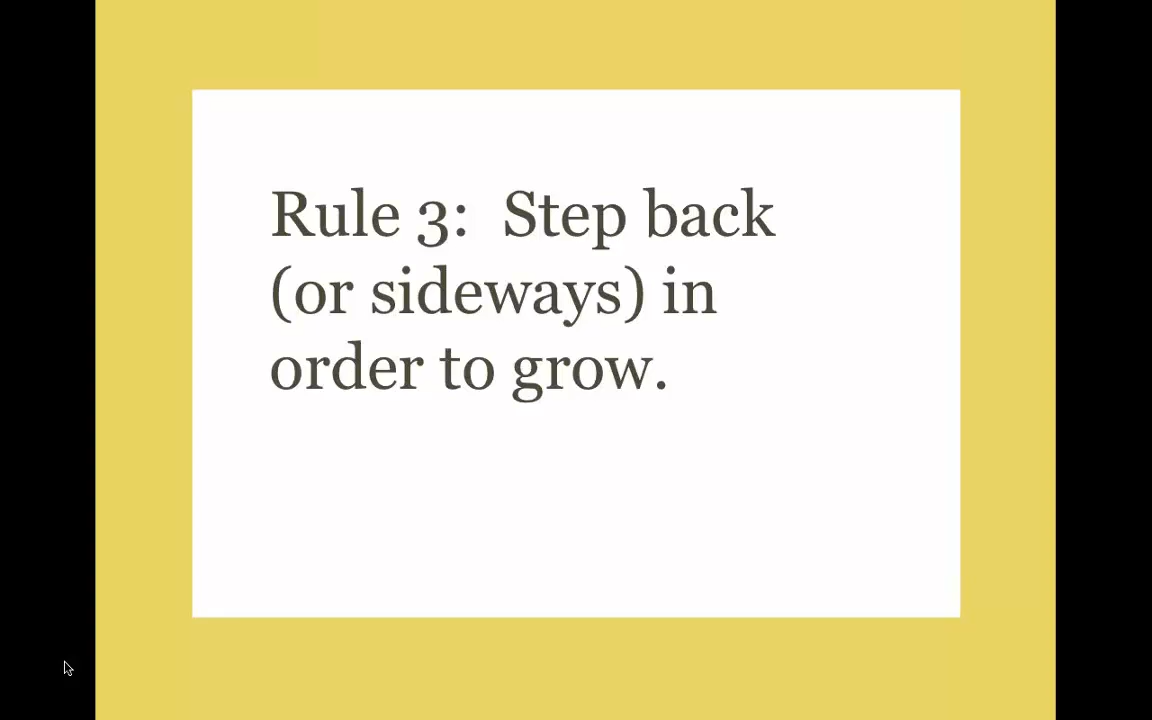 Rule 3:  Step back
(or sideways) in
order to grow.